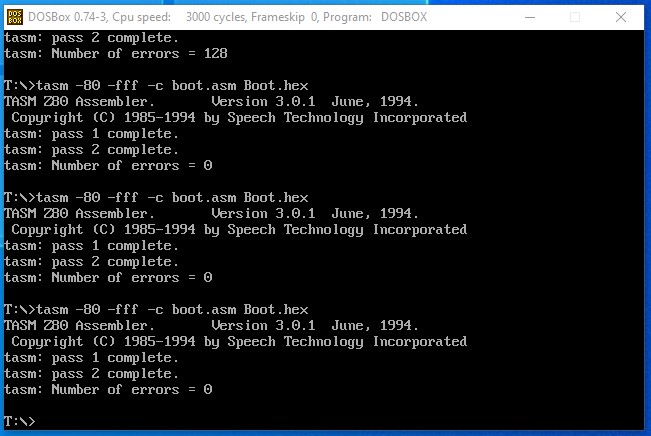 DOSBox 0.74-3, Cpu speed:    3000 cycles, Frameskip  0, Program:   DOSBOX
tasm: pass 2 complete.
tasm: Number of errors = 128
T:\>tasm -80 -fff -c boot.asm Boot.hex
TASM Z80 Assembler.       Version 3.0.1  June, 1994.
 Copyright (C) 1985-1994 by Speech Technology Incorporated
tasm: pass 1 complete.
tasm: pass 2 complete.
tasm: Number of errors = 0
T:\>tasm -80 -fff -c boot.asm Boot.hex
TASM Z80 Assembler.       Version 3.0.1  June, 1994.
 Copyright (C) 1985-1994 by Speech Technology Incorporated
tasm: pass 1 complete.
tasm: pass 2 complete.
tasm: Number of errors = 0
T:\>tasm -80 -fff -c boot.asm Boot.hex
TASM Z80 Assembler.       Version 3.0.1  June, 1994.
 Copyright (C) 1985-1994 by Speech Technology Incorporated
tasm: pass 1 complete.
tasm: pass 2 complete.
tasm: Number of errors = 0
T:\>